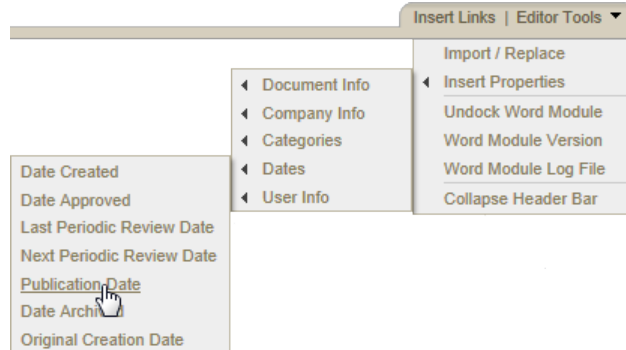 Insert Links | Editor Tools
Import / Replace
Insert Properties
Undock Word Module
Word Module Version
Word Module Log File
Collapse Header Bar
Document Info
Company Info
Categories
Dates
User Info
Date Created
Date Approved
Last Periodic Review Date
Next Periodic Review Date
Publication Date
Date Archived
Original Creation Date